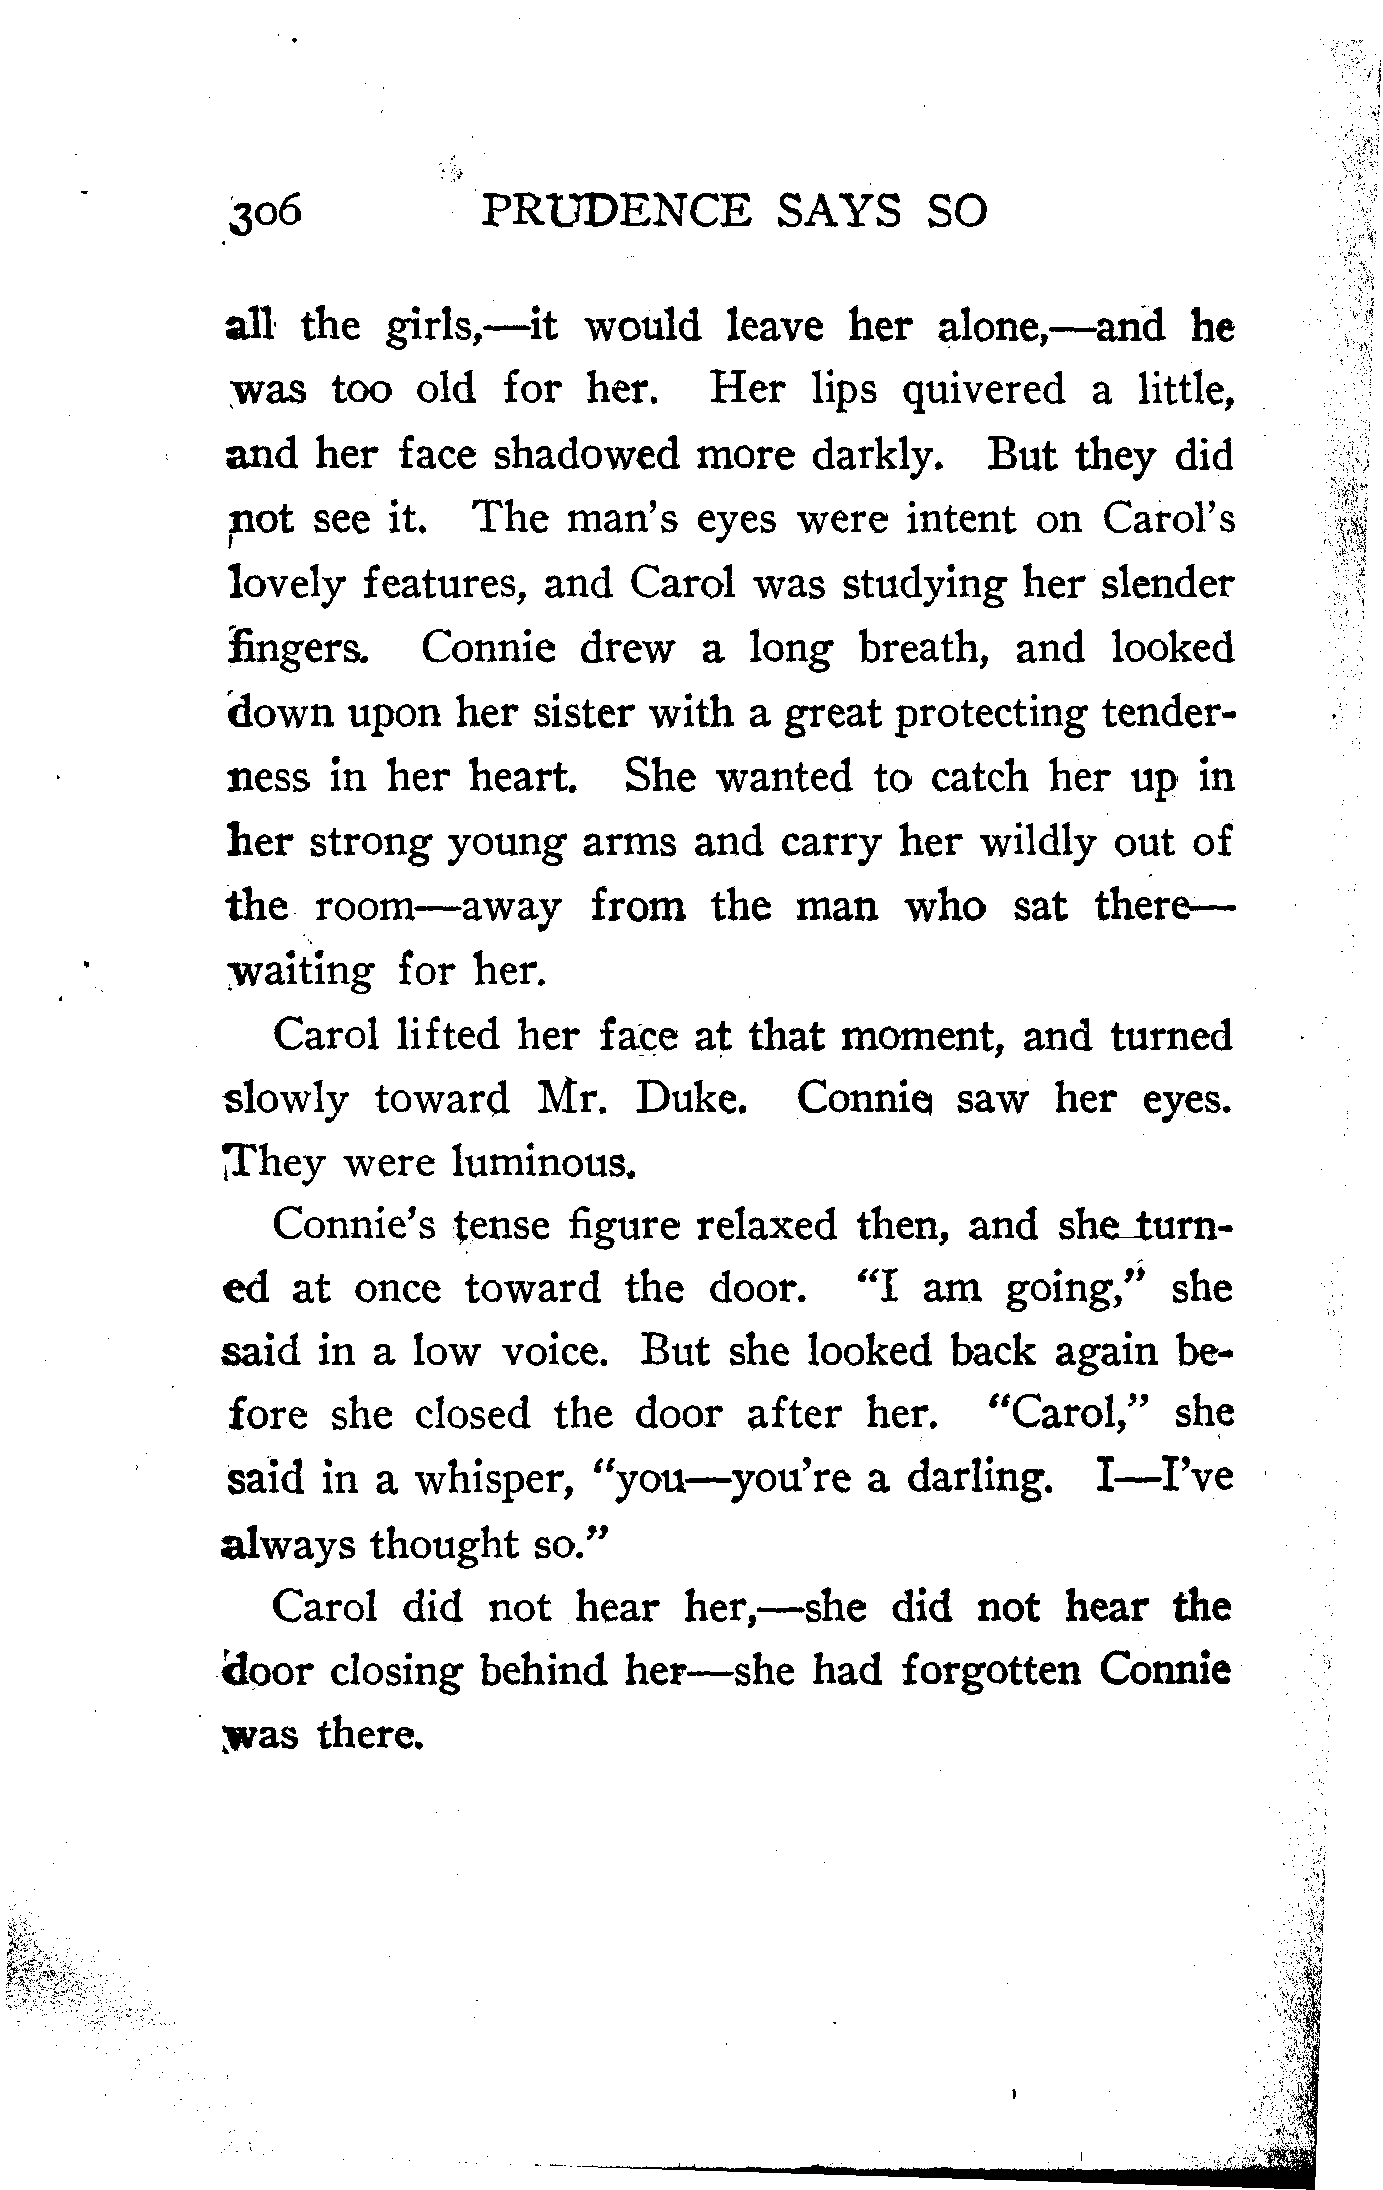 306 PRUDENCE SAYS SO
all the girls,—it would leave her alone,—and he
was too old for her. Her lips quivered a little,
and her face shadowed more darkly. But they did
not see it. The man's eyes were intent on Carol's
lovely features, and Carol was studying her slender
fingers. Connie drew a long breath, and looked
down upon her sister with a great protecting tender-
ness in her heart. She wanted to catch her up in
her strong young arms and carry her wildly out of
the room—away from the man who sat there—
waiting for her.
Carol lifted her face at that moment, and turned
slowly toward Mr. Duke. Connie saw her eyes.
They were luminous.
Connie's tense figure relaxed then, and she turn-
ed at once toward the door. "I am going," she
said in a low voice. But she looked back again be-
fore she closed the door after her. "Carol," she
said in a whisper, "you—you're a darling. I—I've
always thought so."
Carol did not hear her,—she did not hear the
door closing behind her—she had forgotten Connie
was there.